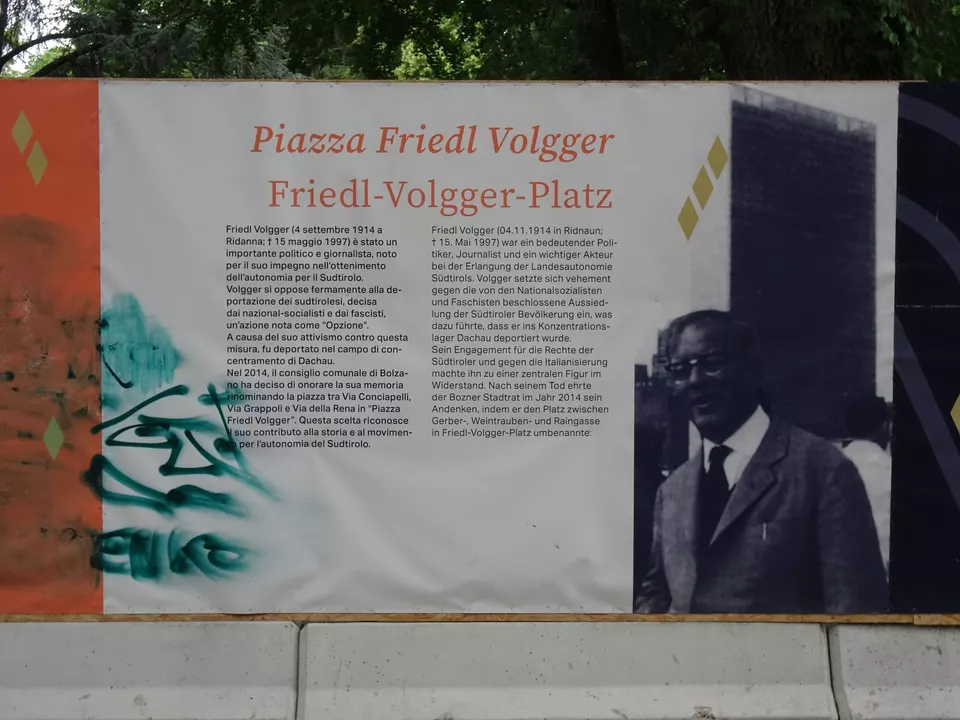 Piazza Friedl Volgger
Friedl-Volgger-Platz
Friedl Volgger (4 settembre 1914 a
Ridanna; † 15 maggio 1997) è stato un
importante politico e giornalista, noto
per il suo impegno nell'ottenimento
dell'autonomia per il Sudtirolo.
Volgger si oppose fermamente alla de-
portazione dei sudtirolesi, decisa
dai nazional-socialisti e dai fascisti,
un'azione nota come "Opzione".
A causa del suo attivismo contro questa
misura, fu deportato nel campo di con-
centramento di Dachau.
Nel 2014, il consiglio comunale di Bolza-
no ha deciso di onorare la sua memoria
rinominando la piazza tra Via Conciapelli,
Via Grappoli e Via della Rena in "Piazza
Friedl Volgger". Questa scelta riconosce
il suo contributo alla storia e al movimen-
to per l'autonomia del Sudtirolo.
Friedl Volgger (04.11.1914 in Ridnaun;
† 15. Mai 1997) war ein bedeutender Poli-
tiker, Journalist und ein wichtiger Akteur
bei der Erlangung der Landesautonomie
Südtirols. Volgger setzte sich vehement
gegen die von den Nationalsozialisten
und Faschisten beschlossene Aussied-
lung der Südtiroler Bevölkerung ein, was
dazu führte, dass er ins Konzentrations-
lager Dachau deportiert wurde.
Sein Engagement für die Rechte der
Südtiroler und gegen die Italianisierung
machte ihn zu einer zentralen Figur im
Widerstand. Nach seinem Tod ehrte
der Bozner Stadtrat im Jahr 2014 sein
Andenken, indem er den Platz zwischen
Gerber-, Weintrauben- und Raingasse
in Friedl-Volgger-Platz umbenannte.